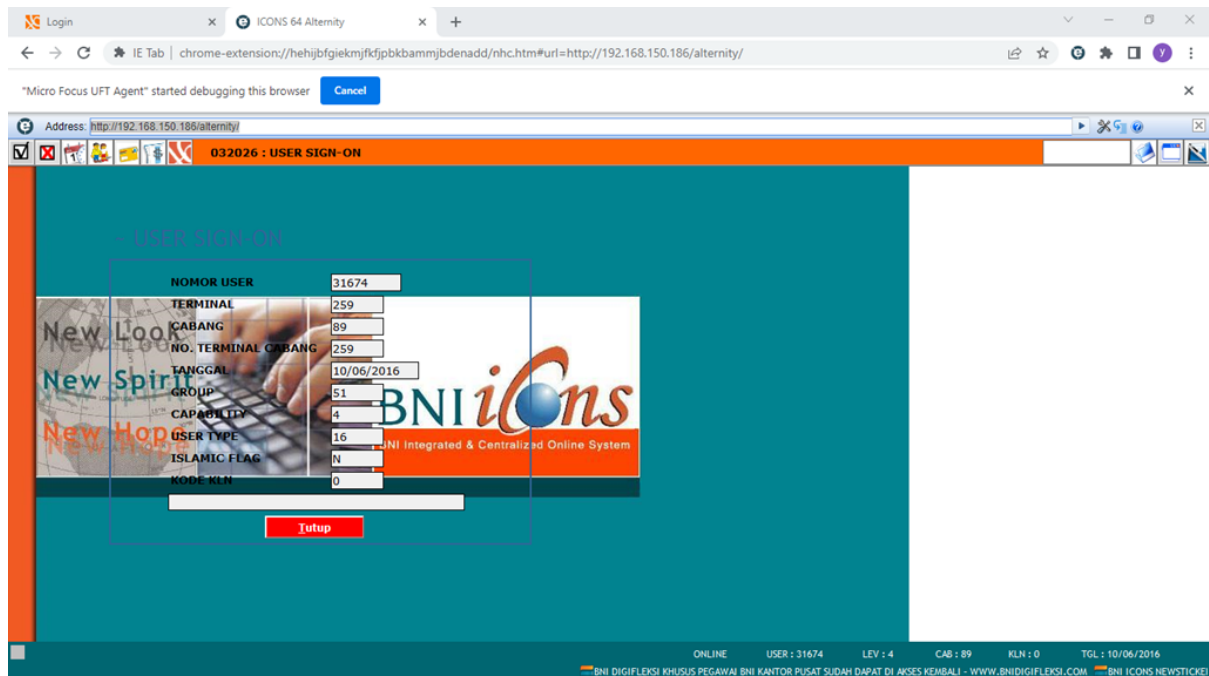 Login
ICONS 64 Alternity
IE Tab | chrome-extension://hehijbfgiekmjfkfjpbkbammjbdenadd/nhc.htm#url=http://192.168.150.186/alternity/
"Micro Focus UFT Agent" started debugging this browser Cancel
Address: http://192.168.150.186/alternity/
032026 : USER SIGN-ON
- USER SIGN-ON
NOMOR USER 31674
TERMINAL 259
CABANG 89
NO. TERMINAL CABANG 259
TANGGAL 10/06/2016
GROUP 51
CAPABILITY 4
USER TYPE 16
ISLAMIC FLAG N
KODE KLN 0
Tutup
New Look
New Spirit
New Hope
BNI icons
BNI Integrated & Centralized Online System
ONLINE USER : 31674 LEV : 4 CAB : 89 KLN : 0 TGL : 10/06/2016
BNI DIGIFLEKSI KHUSUS PEGAWAI BNI KANTOR PUSAT SUDAH DAPAT DI AKSES KEMBALI - WWW.BNIDIGIFLEKSI.COM BNI ICONS NEWSTICKE